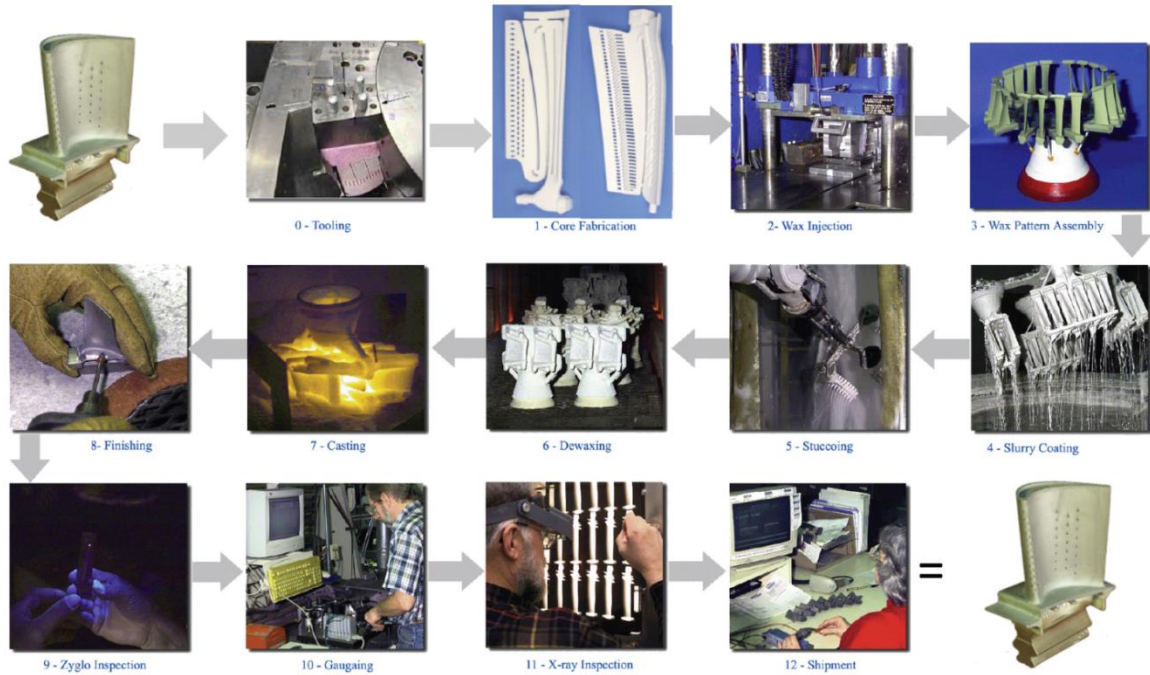 0 - Tooling
1 - Core Fabrication
2- Wax Injection
3 - Wax Pattern Assembly
4 - Slurry Coating
5 - Stuccoing
6 - Dewaxing
7 - Casting
8- Finishing
9 - Zyglo Inspection
10 - Gaugaing
11 - X-ray Inspection
12 - Shipment
=